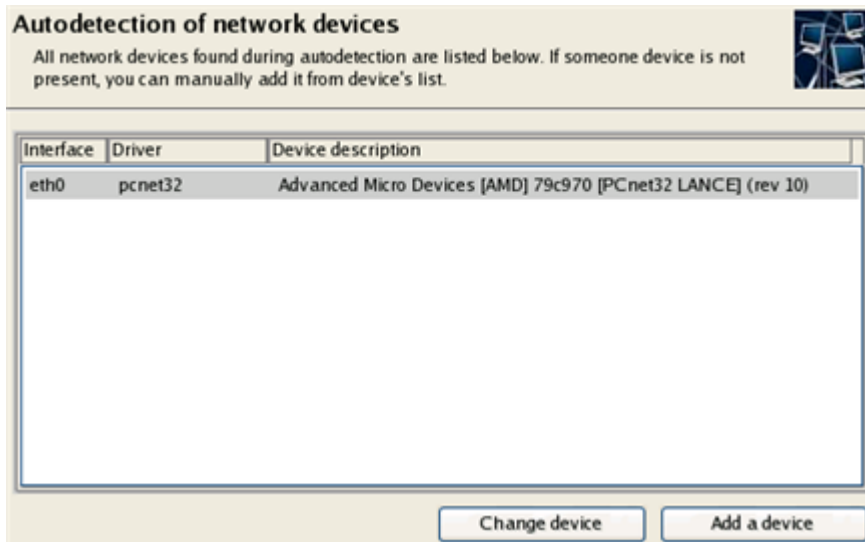 Autodetection of network devices
All network devices found during autodetection are listed below. If someone device is not
present, you can manually add it from device's list.
Interface Driver Device description
eth0 pcnet32 Advanced Micro Devices [AMD] 79c970 [PCnet32 LANCE] (rev 10)
Change device Add a device